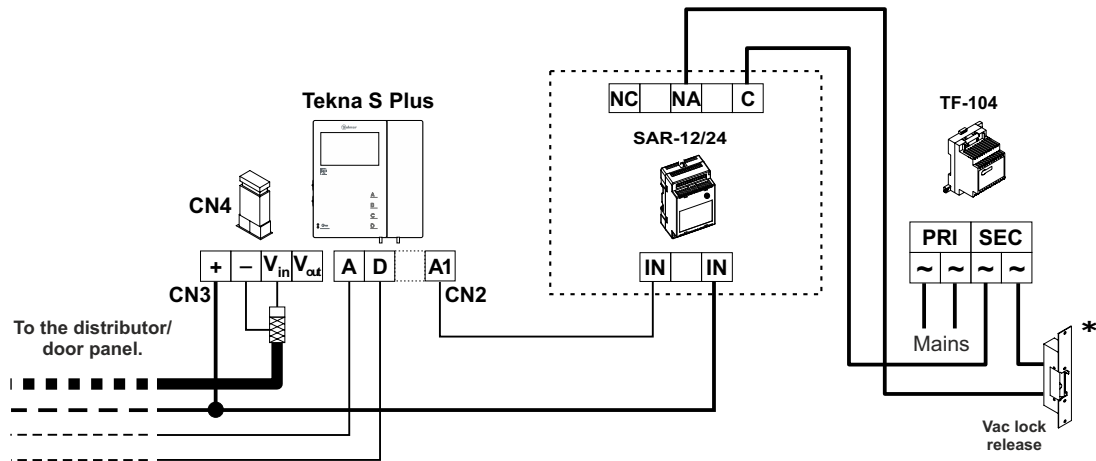 NC NA C
TF-104
Tekna S Plus
SAR-12/24
CN4
A
B
C
D
PRI SEC
~ ~ ~ ~
+ – Vin Vout A D A1
IN IN
CN3
CN2
To the distributor/
door panel.
Mains
*
Vac lock
release